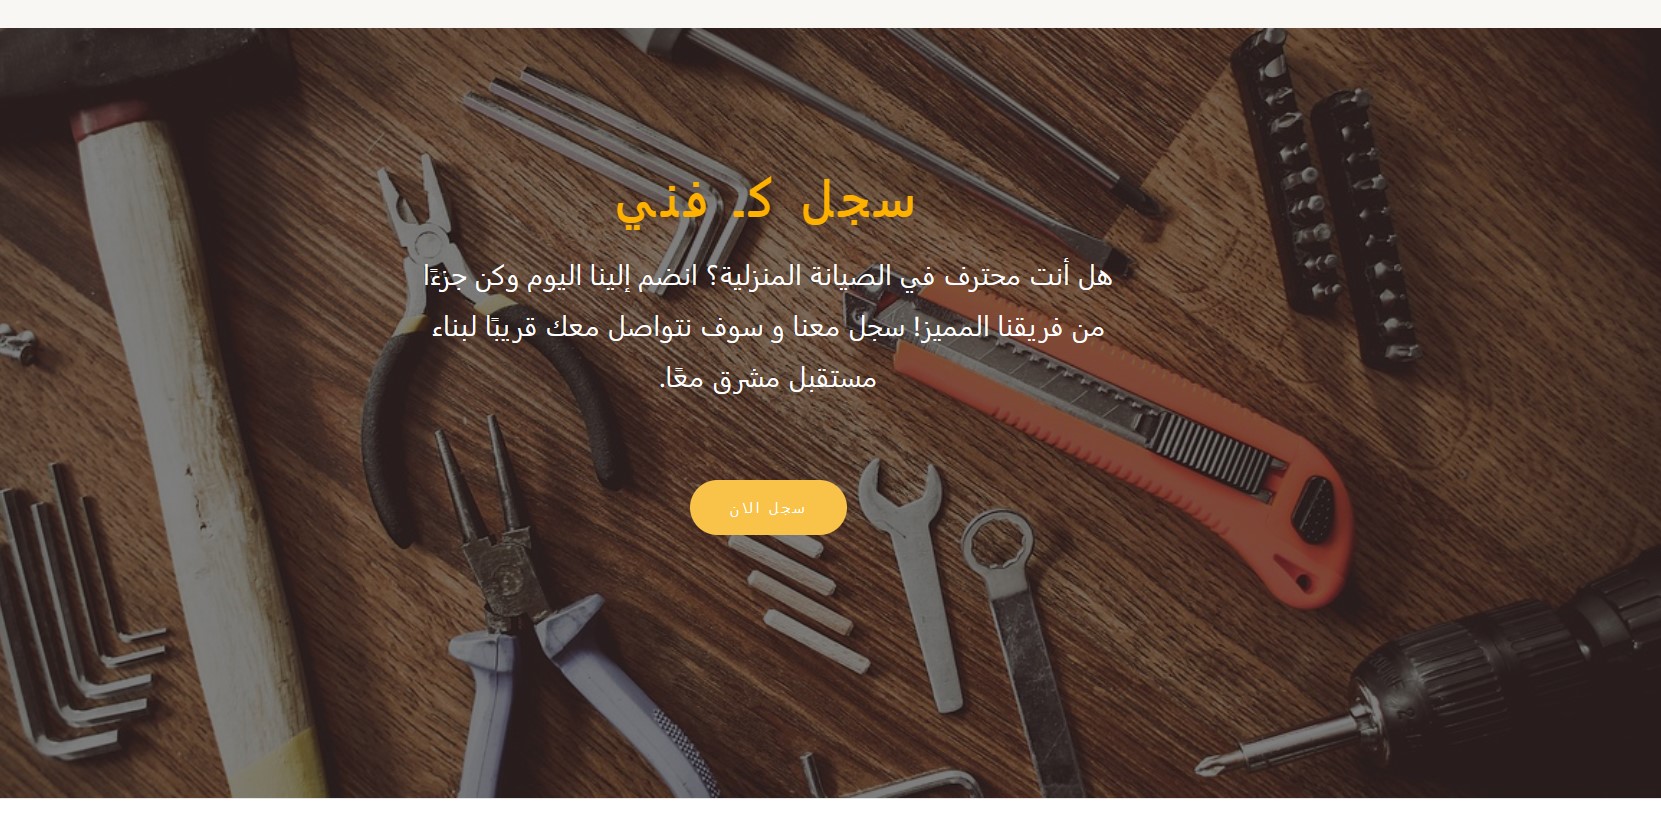 سجل كـ فني
هل أنت محترف في الصيانة المنزلية؟ انضم إلينا اليوم وكن جزءًا
من فريقنا المميز! سجل معنا و سوف نتواصل معك قريبًا لبناء
مستقبل مشرق معًا.
سجل الان